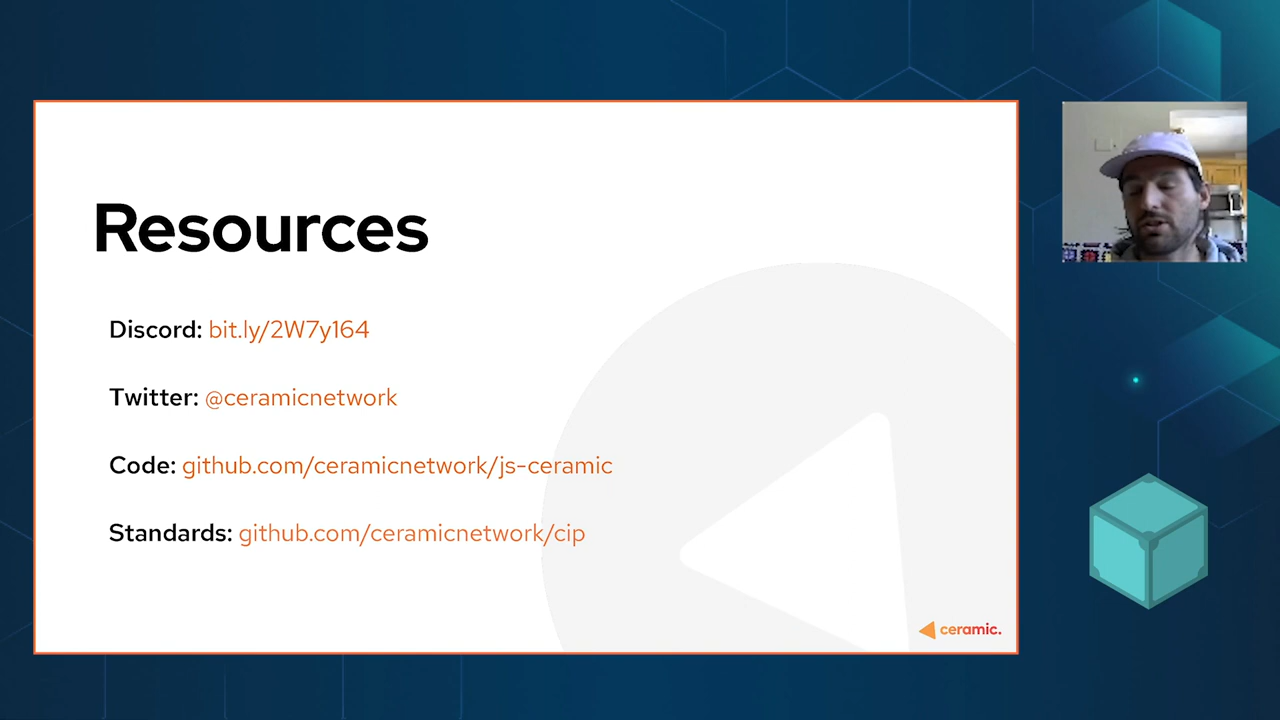 Resources
Discord: bit.ly/2W7y164
Twitter: @ceramicnetwork
Code: github.com/ceramicnetwork/js-ceramic
Standards: github.com/ceramicnetwork/cip
ceramic.